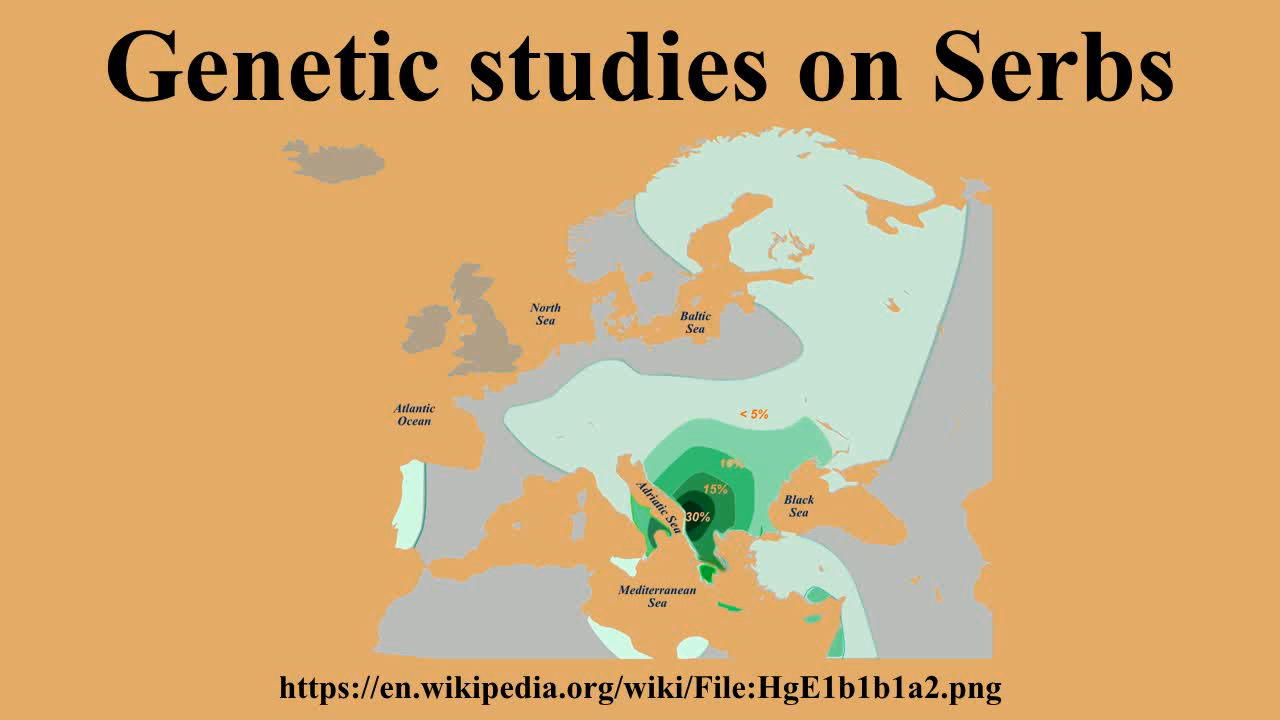 Genetic studies on Serbs
North
Sea
Baltic
Sea
Atlantic
Ocean
< 5%
10%
15%
Adriatic Sea
30%
Black
Sea
Mediterranean
Sea
https://en.wikipedia.org/wiki/File:HgE1b1b1a2.png